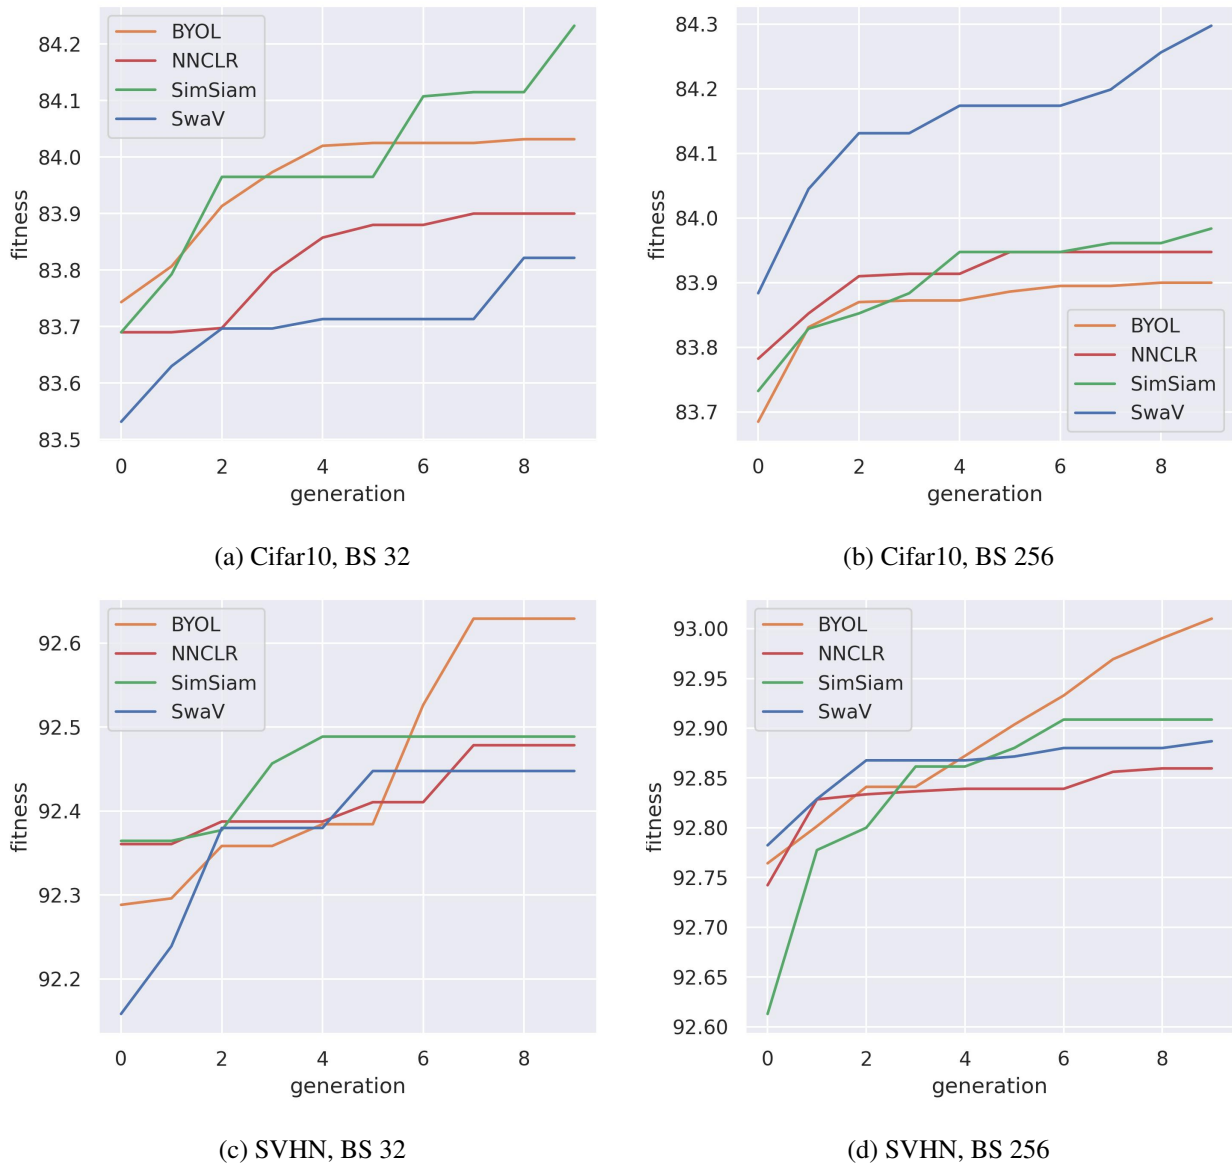 BYOL
NNCLR
SimSiam
SwaV
84.2
84.1
84.0
83.9
83.8
83.7
83.6
83.5
fitness
0 2 4 6 8
generation
(a) Cifar10, BS 32
84.3
84.2
84.1
84.0
83.9
83.8
83.7
fitness
BYOL
NNCLR
SimSiam
SwaV
0 2 4 6 8
generation
(b) Cifar10, BS 256
BYOL
NNCLR
SimSiam
SwaV
92.6
92.5
92.4
92.3
92.2
fitness
0 2 4 6 8
generation
(c) SVHN, BS 32
BYOL
NNCLR
SimSiam
SwaV
93.00
92.95
92.90
92.85
92.80
92.75
92.70
92.65
92.60
fitness
0 2 4 6 8
generation
(d) SVHN, BS 256